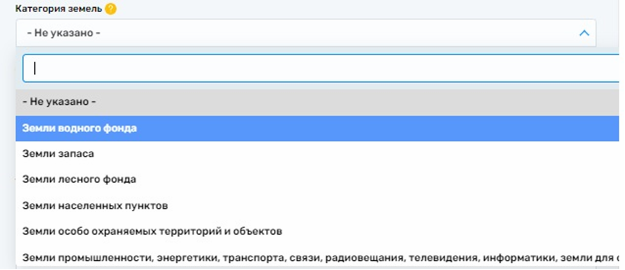 Категория земель ?
- Не указано -
- Не указано -
Земли водного фонда
Земли запаса
Земли лесного фонда
Земли населенных пунктов
Земли особо охраняемых территорий и объектов
Земли промышленности, энергетики, транспорта, связи, радиовещания, телевидения, информатики, земли для